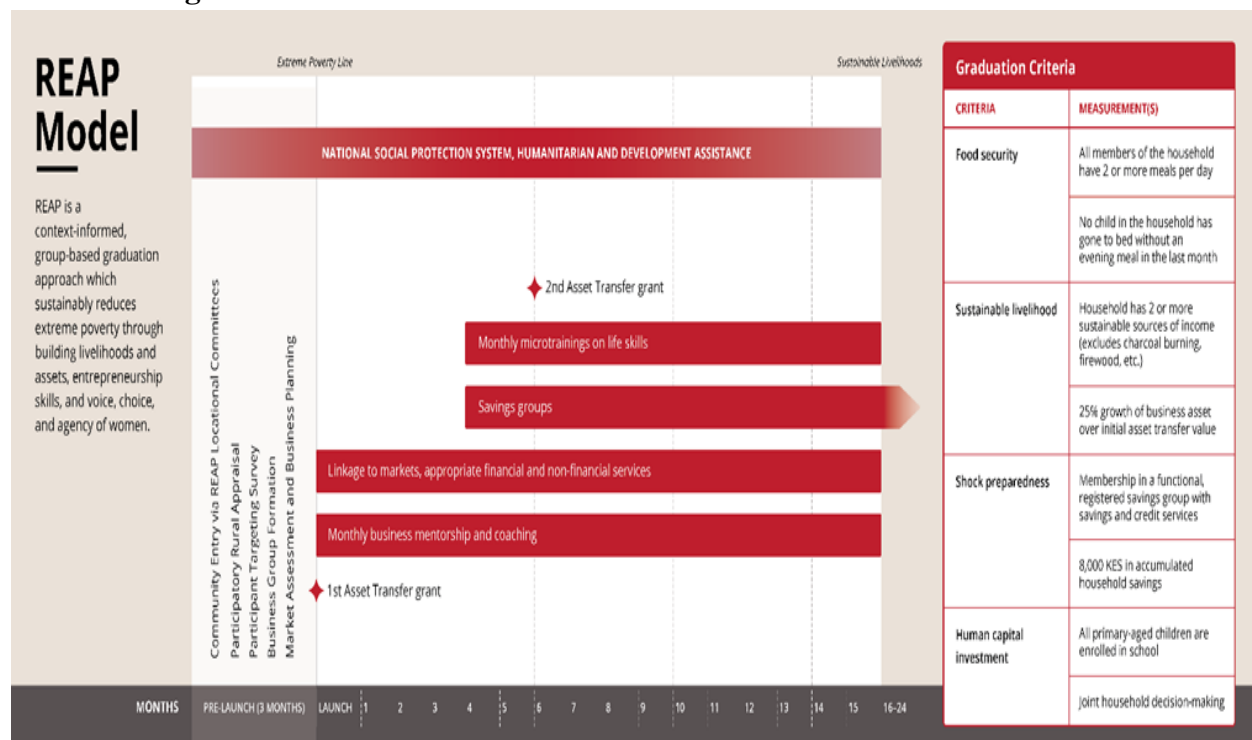 REAP
Model
REAP is a
context-informed,
group-based graduation
approach which
sustainably reduces
extreme poverty through
building livelihoods and
assets, entrepreneurship
skills, and voice, choice,
and agency of women.
Extreme Poverty Line
Sustainable Livelihoods
NATIONAL SOCIAL PROTECTION SYSTEM, HUMANITARIAN AND DEVELOPMENT ASSISTANCE
Community Entry via REAP Locational Committees
Participatory Rural Appraisal
Participant Targeting Survey
Business Group Formation
Market Assessment and Business Planning
2nd Asset Transfer grant
Monthly microtrainings on life skills
Savings groups
Linkage to markets, appropriate financial and non-financial services
Monthly business mentorship and coaching
1st Asset Transfer grant
MONTHS PRE-LAUNCH (3 MONTHS) LAUNCH 1 2 3 4 5 6 7 8 9 10 11 12 13 14 15 16-24
Graduation Criteria
CRITERIA MEASUREMENT(S)
Food security
All members of the household
have 2 or more meals per day
No child in the household has
gone to bed without an
evening meal in the last month
Sustainable livelihood
Household has 2 or more
sustainable sources of income
(excludes charcoal burning,
firewood, etc.)
25% growth of business asset
over initial asset transfer value
Shock preparedness
Membership in a functional,
registered savings group with
savings and credit services
8,000 KES in accumulated
household savings
Human capital
investment
All primary-aged children are
enrolled in school
Joint household decision-making